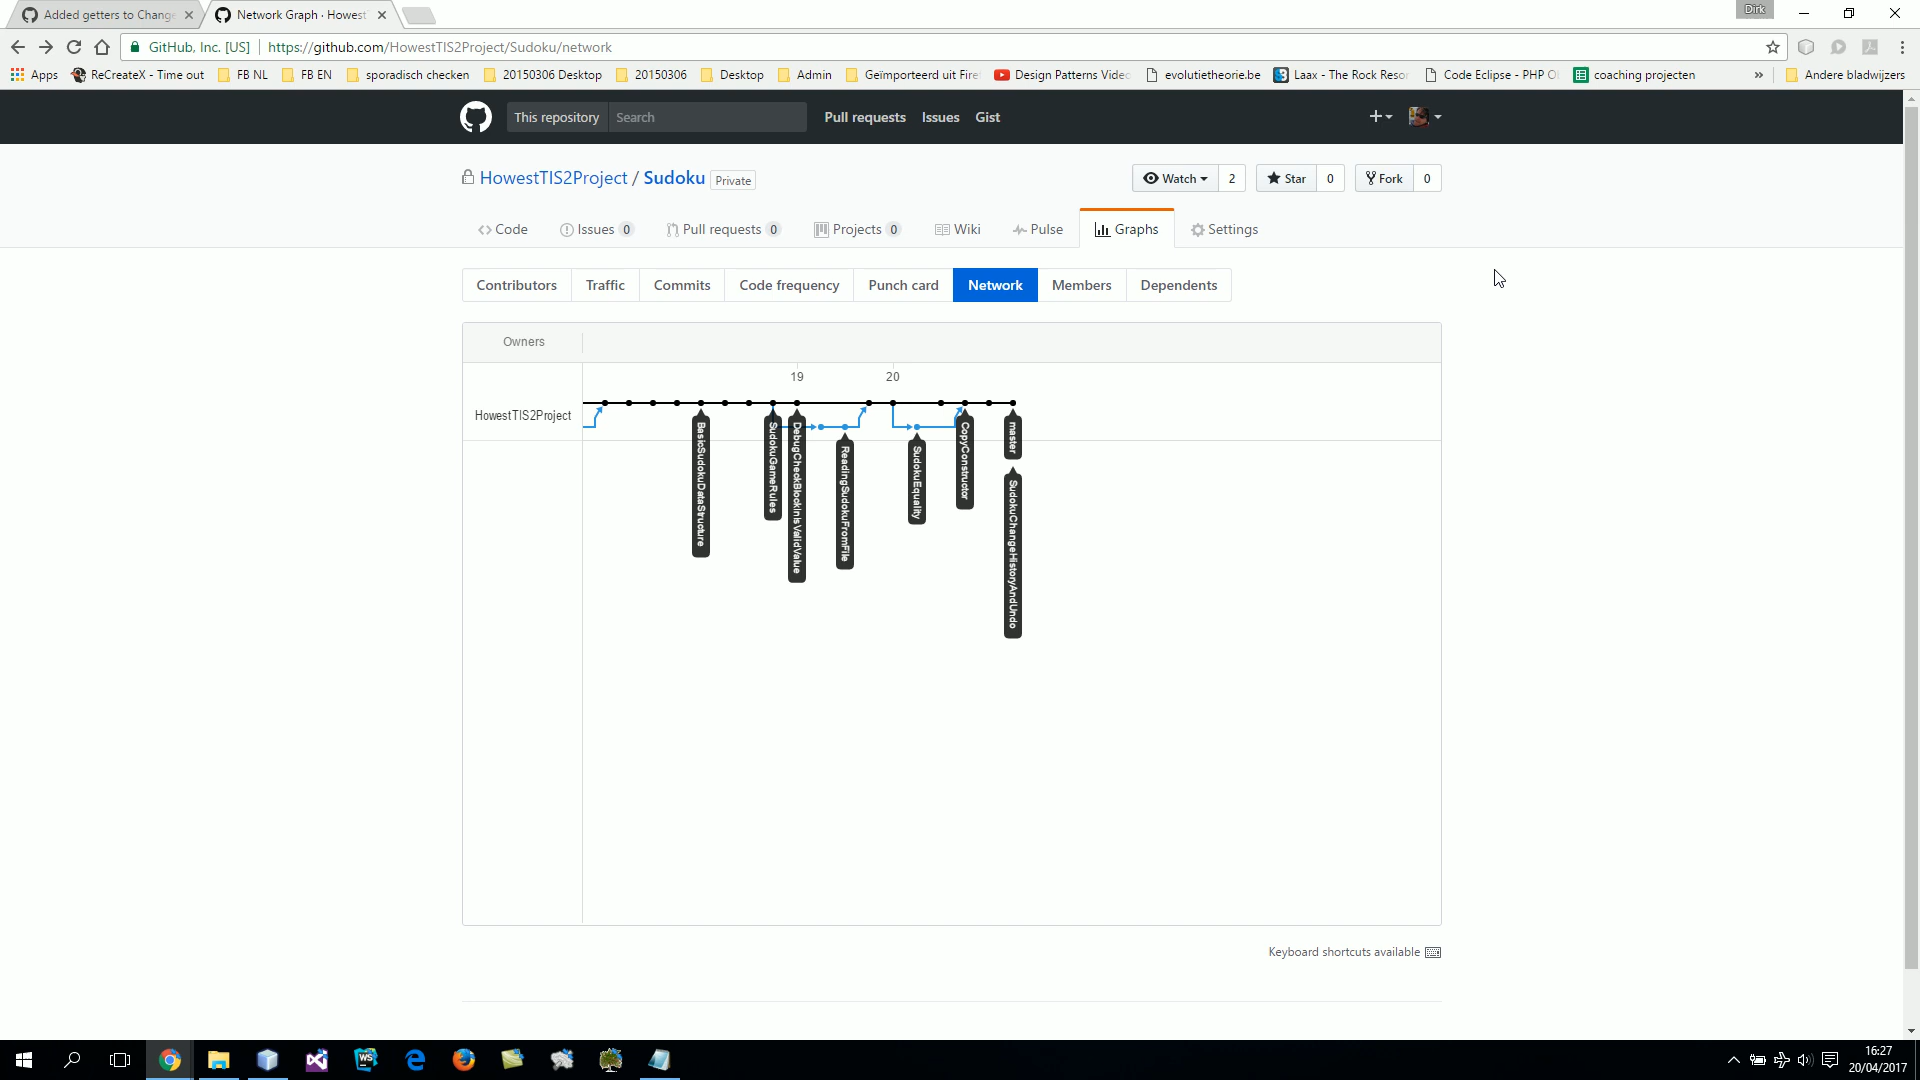 Added getters to Change
Network Graph · Howest
Dirk
GitHub, Inc. [US]
https://github.com/HowestTIS2Project/Sudoku/network
Apps
ReCreateX - Time out
FB NL
FB EN
sporadisch checken
20150306 Desktop
20150306
Desktop
Admin
Geïmporteerd uit Fire
Design Patterns Video
evolutietheorie.be
Laax - The Rock Resor
Code Eclipse - PHP O
coaching projecten
»
Andere bladwijzers
This repository
Search
Pull requests
Issues
Gist
HowestTIS2Project / Sudoku
Private
Watch
2
Star
0
Fork
0
Code
Issues 0
Pull requests 0
Projects 0
Wiki
Pulse
Graphs
Settings
Contributors
Traffic
Commits
Code frequency
Punch card
Network
Members
Dependents
Owners
19
20
HowestTIS2Project
BasicSudokuDataStructure
SudokuGameRules
DebugCheckBlockInIsValidValue
ReadingSudokuFromFile
SudokuEquality
CopyConstructor
master
SudokuChangeHistoryAndUndo
Keyboard shortcuts available
WS
16:27
20/04/2017